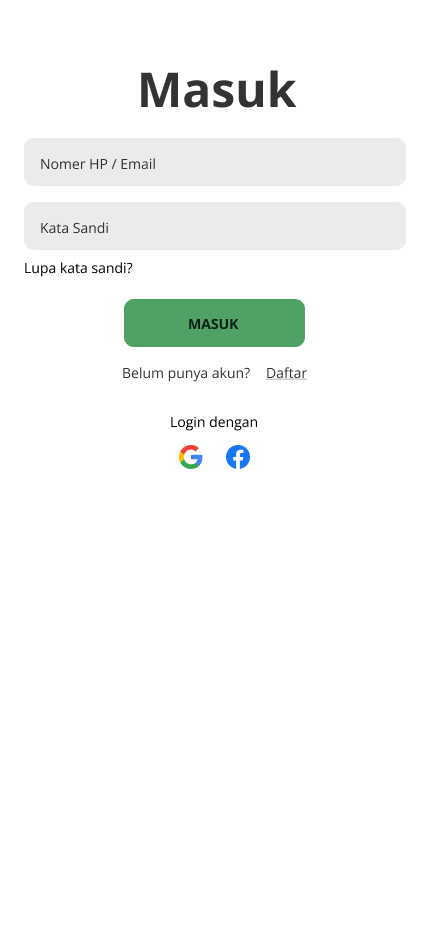 Masuk
Nomer HP / Email
Kata Sandi
Lupa kata sandi?
MASUK
Belum punya akun? Daftar
Login dengan